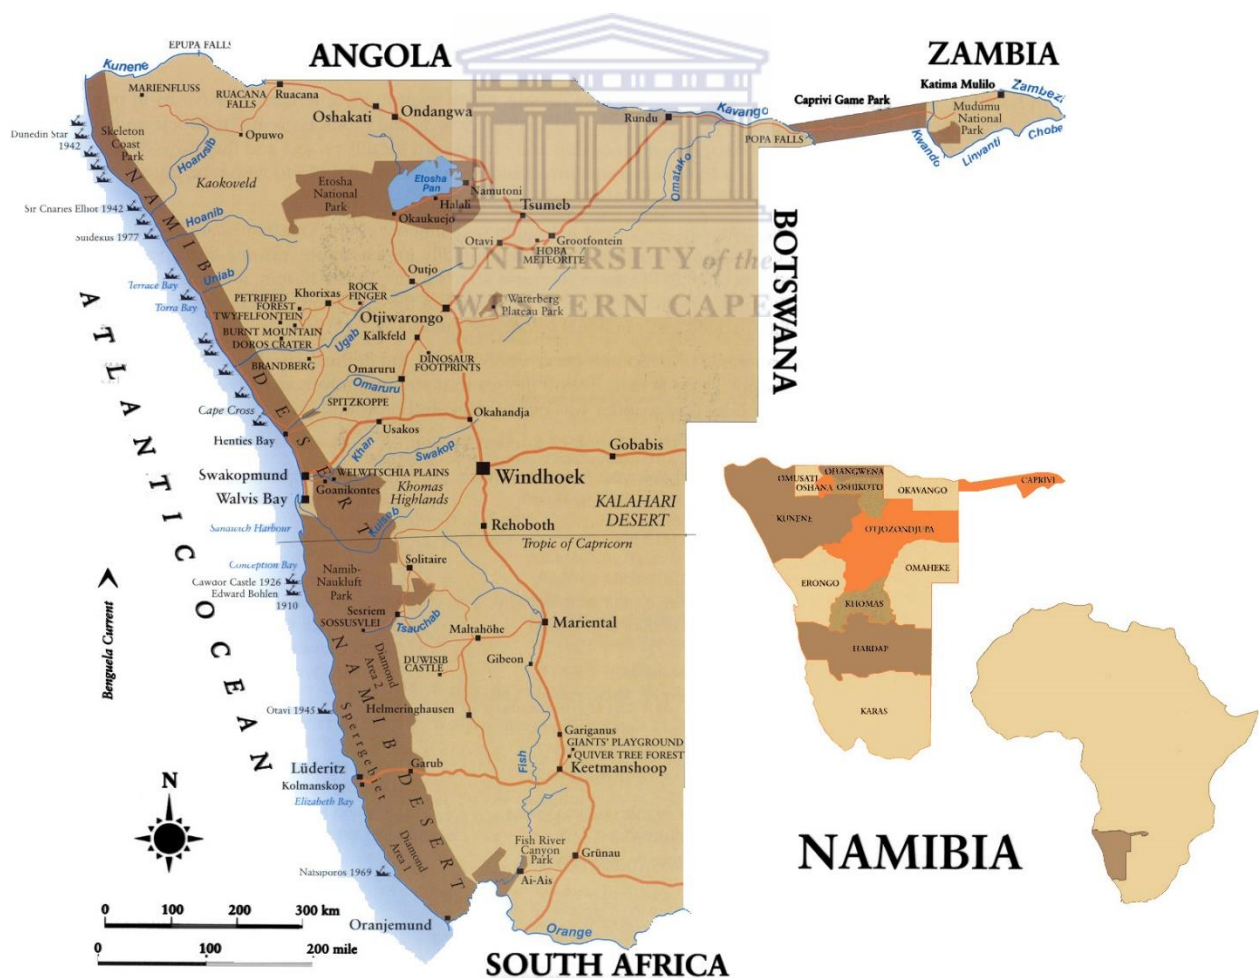 ANGOLA
ZAMBIA
EPUPA FALLS
Kunene
MARIENFLUSS
RUACANA
FALLS
Ruacana
Oshakati
Ondangwa
Opuwo
Rundu
Kavango
POPA FALLS
Caprivi Game Park
Katima Mulilo
Zambezi
Mudumu
National
Park
Kwando
Linvanti
Chobe
Dunedin Star
1942
Skeleton
Coast
Park
Hoarusib
Kaokoveld
Etosha
National
Park
Etosha
Pan
Namutoni
Halali
Okaukuejo
Omatako
Tsumeb
Otavi
Grootfontein
HOBA
METEORITE
UNIVERSITY of the
WESTERN CAPE
BOTSWANA
Hoanib
Uniab
Terrace Bay
Torra Bay
Outjo
PETRIFIED
FOREST
Khorixas
ROCK
FINGER
TWYFELFONTEIN
BURNT MOUNTAIN
DOROS CRATER
BRANDBERG
Ugab
Otjiwarongo
Waterberg
Plateau Park
Kalkfeld
DINOSAUR
FOOTPRINTS
Omaruru
Omaruru
SPITZKOPPE
Cape Cross
Henties Bay
Usakos
Okahandja
Khan
Swakop
Gobabis
Swakopmund
WELWITSCHIA PLAINS
Goanikontes
Khomas
Highlands
Windhoek
Walvis Bay
Kuiseb
KALAHARI
DESERT
Sandwich Harbour
Rehoboth
Tropic of Capricorn
Conception Bay
Cawdor Castle 1926
Edward Bohlen
1910
Namib-
Naukluft
Park
Solitaire
Sesriem
SOSSUSVLEI
Tsauchab
Maltahöhe
Mariental
DUWISIB
CASTLE
Gibeon
Diamond
Area 2
NAMIB DESERT
NAMIB DESERT
Sperrgebiet
Helmeringhausen
Otavi 1945
Gariganus
GIANTS' PLAYGROUND
QUIVER TREE FOREST
Keetmanshoop
Fish
Lüderitz
Kolmanskop
Garub
Elizabeth Bay
Diamond
Area 1
Fish River
Canyon
Park
Ai-Ais
Grünau
Oranjemund
Orange
SOUTH AFRICA
ATLANTIC OCEAN
Benguela Current
N
0 100 200 300 km
0 100 200 mile
OMUSATI
OSHANA
OHANGWENA
OSHIKOTO
OKAVANGO
CAPRIVI
KUNENE
OTJOZONDJUPA
OMAHEKE
ERONGO
KHOMAS
HARDAP
KARAS
NAMIBIA